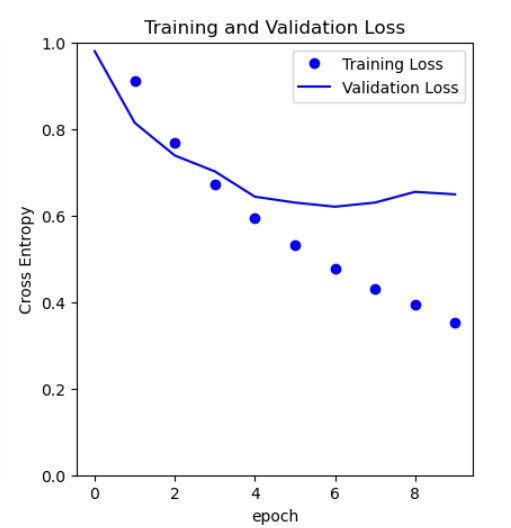 Training and Validation Loss
Training Loss
Validation Loss
1.0
0.8
0.6
0.4
0.2
0.0
Cross Entropy
0 2 4 6 8
epoch